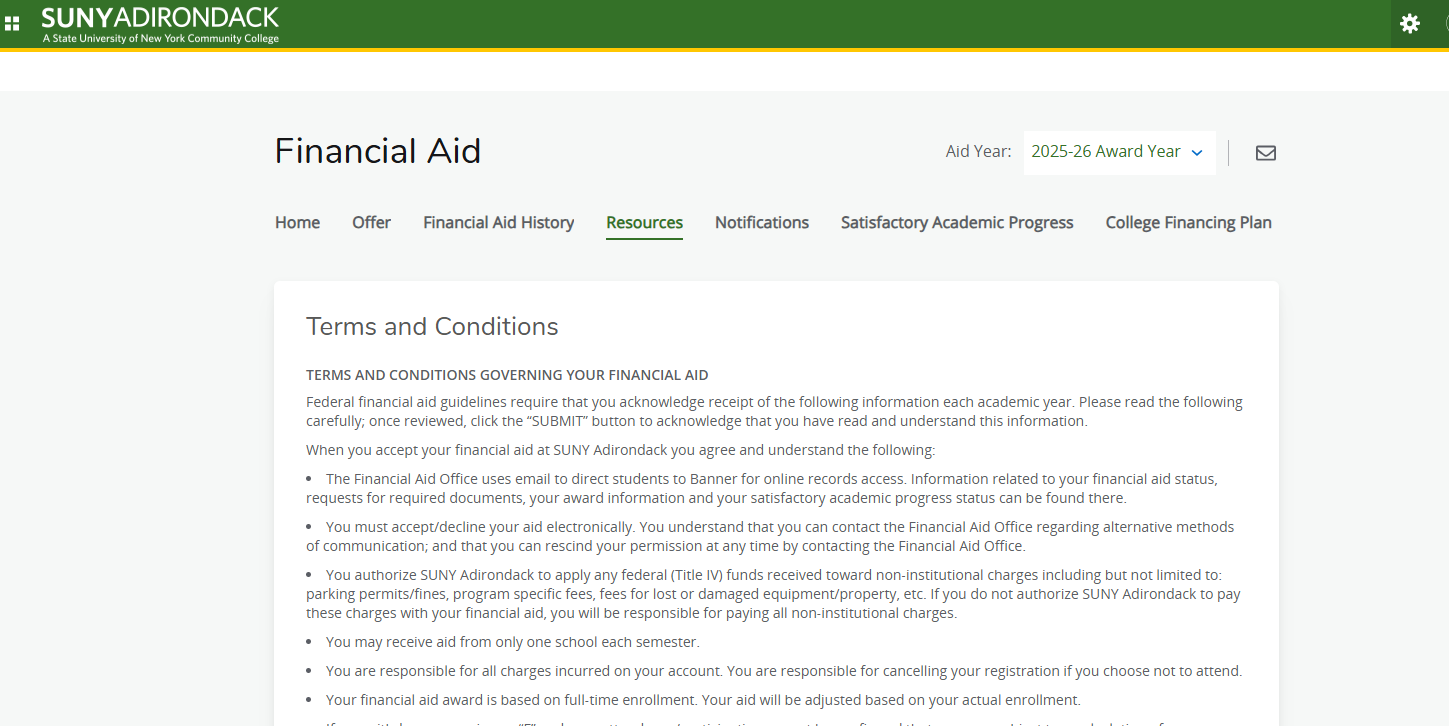 SUNYADIRONDACK
A State University of New York Community College
Financial Aid
Aid Year: 2025-26 Award Year
Home Offer Financial Aid History Resources Notifications Satisfactory Academic Progress College Financing Plan
Terms and Conditions
TERMS AND CONDITIONS GOVERNING YOUR FINANCIAL AID
Federal financial aid guidelines require that you acknowledge receipt of the following information each academic year. Please read the following
carefully; once reviewed, click the “SUBMIT” button to acknowledge that you have read and understand this information.
When you accept your financial aid at SUNY Adirondack you agree and understand the following:
• The Financial Aid Office uses email to direct students to Banner for online records access. Information related to your financial aid status,
requests for required documents, your award information and your satisfactory academic progress status can be found there.
• You must accept/decline your aid electronically. You understand that you can contact the Financial Aid Office regarding alternative methods
of communication; and that you can rescind your permission at any time by contacting the Financial Aid Office.
• You authorize SUNY Adirondack to apply any federal (Title IV) funds received toward non-institutional charges including but not limited to:
parking permits/fines, program specific fees, fees for lost or damaged equipment/property, etc. If you do not authorize SUNY Adirondack to pay
these charges with your financial aid, you will be responsible for paying all non-institutional charges.
• You may receive aid from only one school each semester.
• You are responsible for all charges incurred on your account. You are responsible for cancelling your registration if you choose not to attend.
• Your financial aid award is based on full-time enrollment. Your aid will be adjusted based on your actual enrollment.